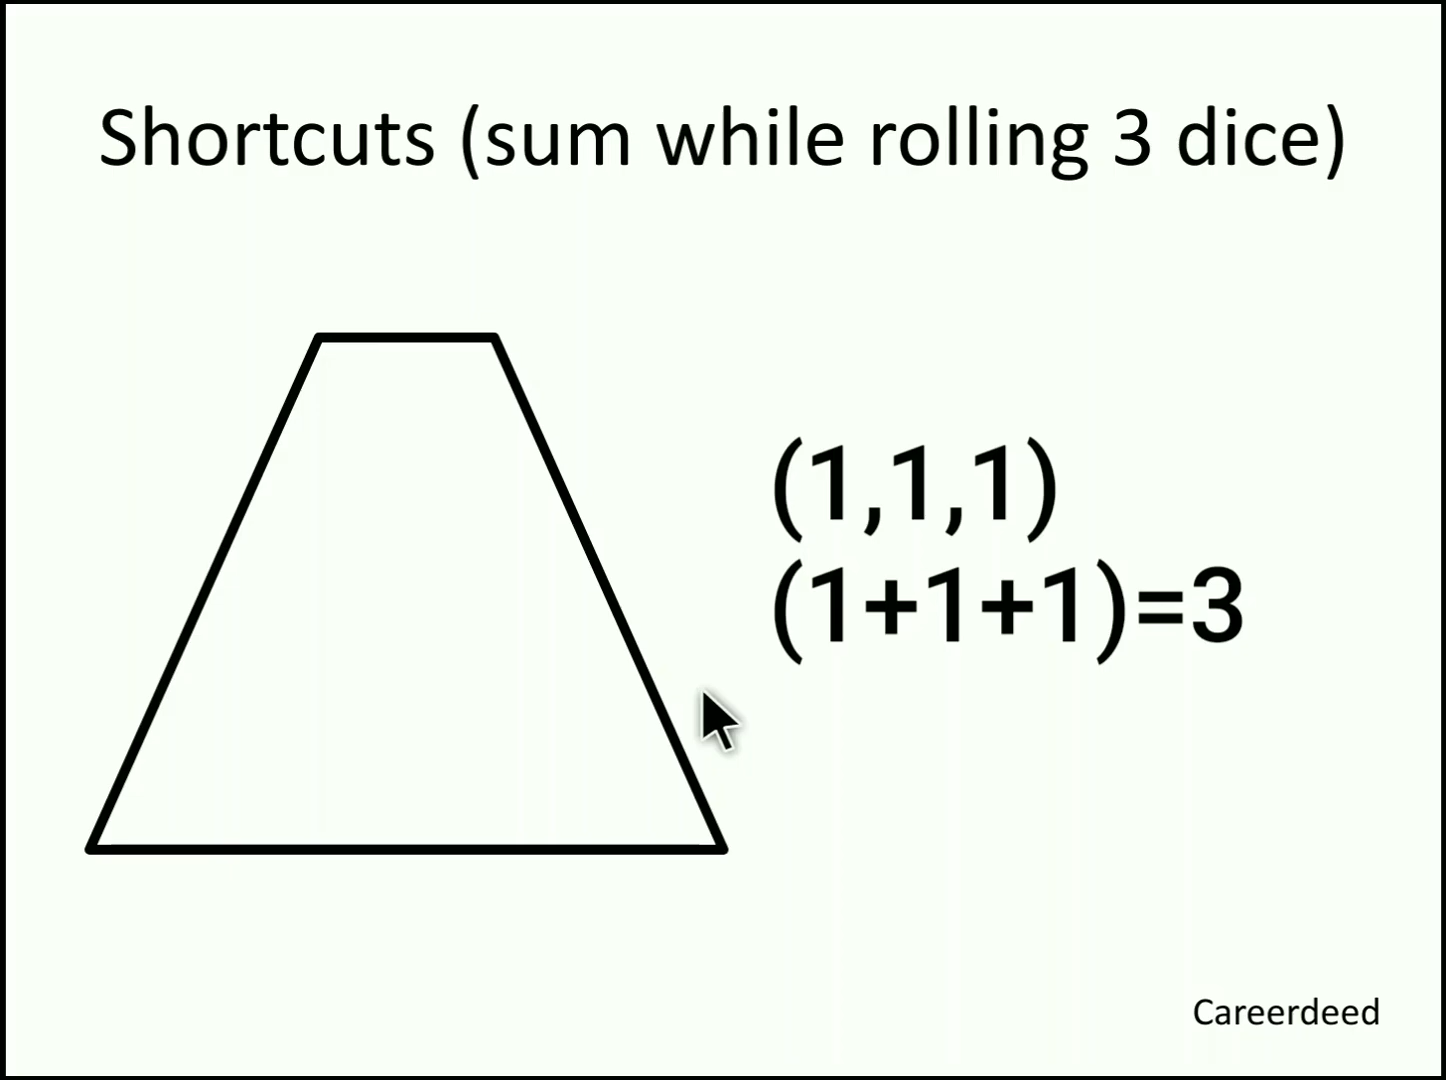 Shortcuts (sum while rolling 3 dice)
(1,1,1)
(1+1+1)=3
Careerdeed